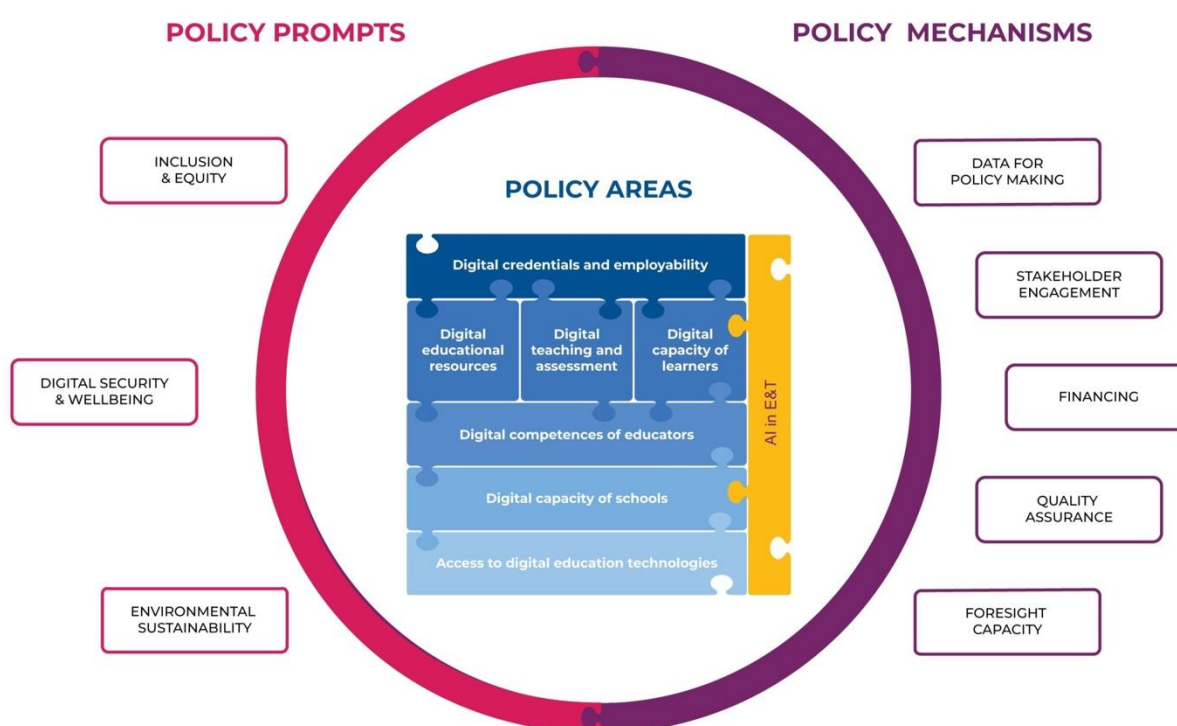 POLICY PROMPTS
POLICY MECHANISMS
INCLUSION
& EQUITY
DIGITAL SECURITY
& WELLBEING
ENVIRONMENTAL
SUSTAINABILITY
POLICY AREAS
Digital credentials and employability
Digital
educational
resources
Digital
teaching and
assessment
Digital
capacity of
learners
Digital competences of educators
Digital capacity of schools
Access to digital education technologies
AI in E&T
DATA FOR
POLICY MAKING
STAKEHOLDER
ENGAGEMENT
FINANCING
QUALITY
ASSURANCE
FORESIGHT
CAPACITY